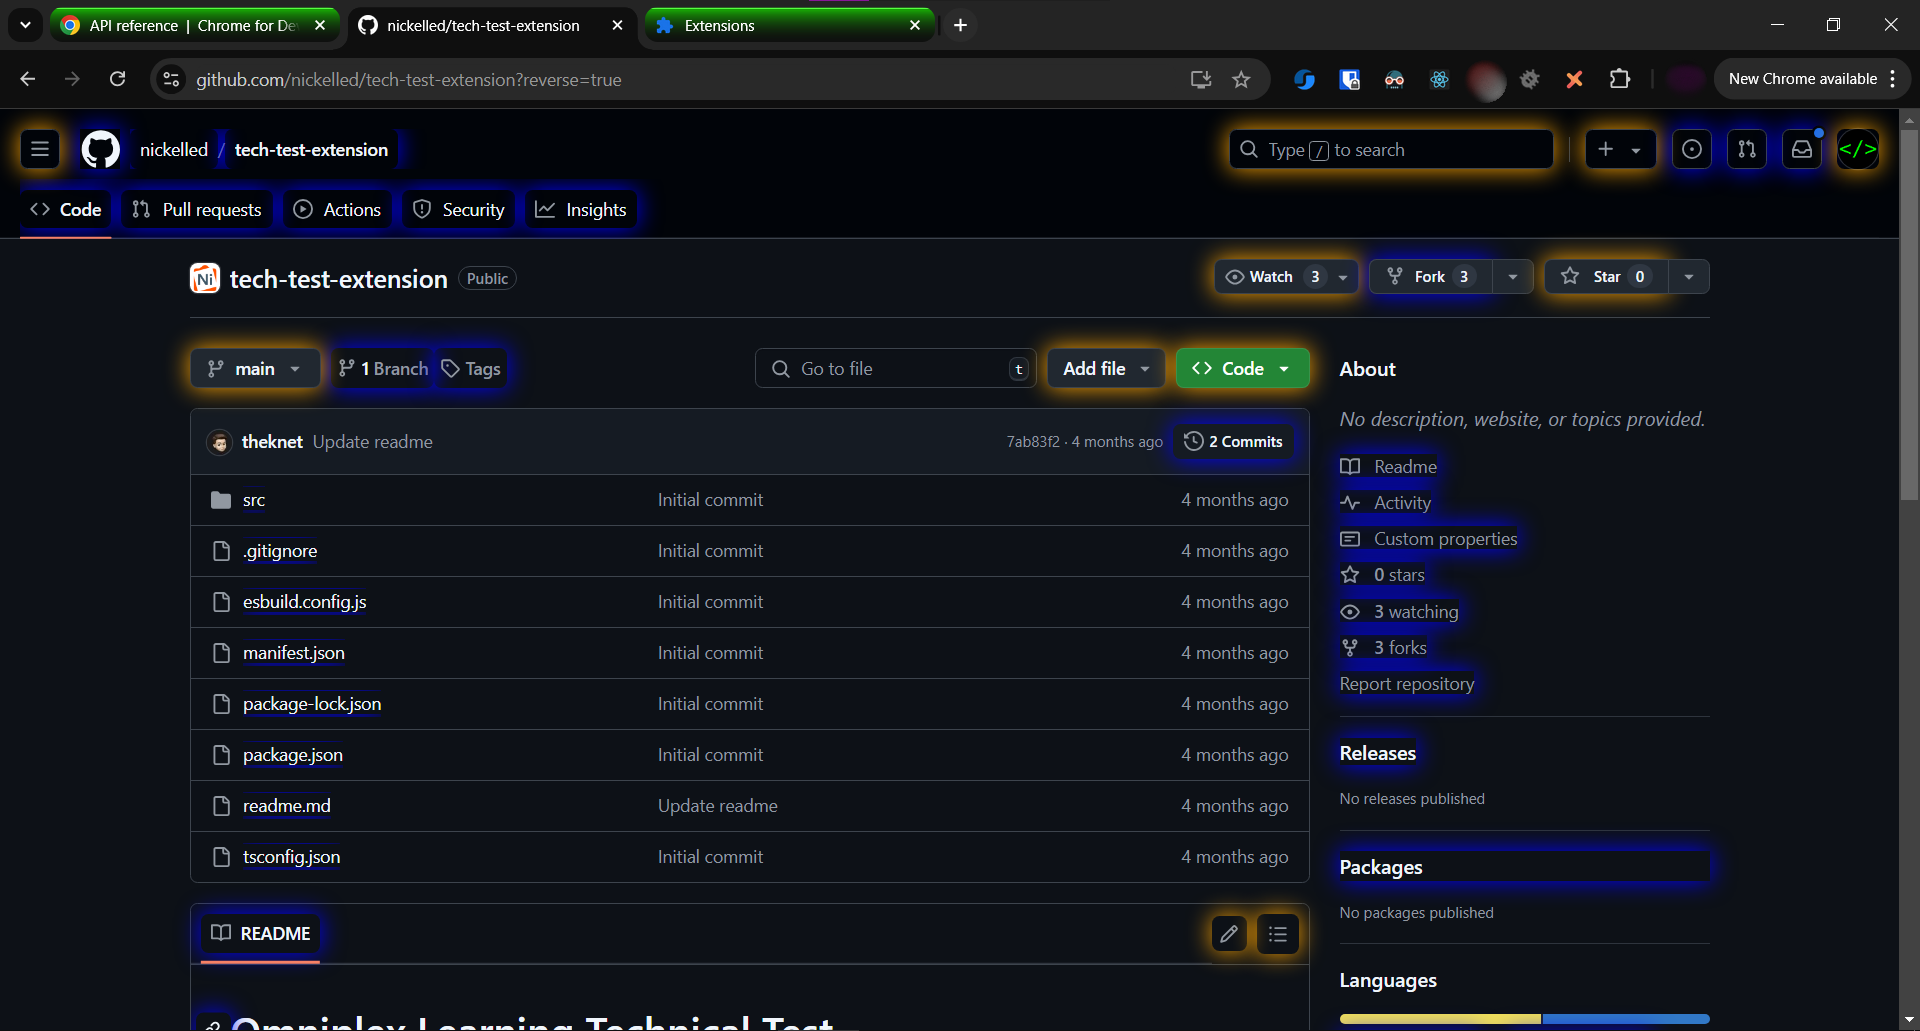 API reference | Chrome for De
nickelled/tech-test-extension
Extensions
github.com/nickelled/tech-test-extension?reverse=true
New Chrome available
nickelled / tech-test-extension
Type / to search
</>
Code
Pull requests
Actions
Security
Insights
Ni
tech-test-extension
Public
Watch 3
Fork 3
Star 0
main
1 Branch
Tags
Go to file
t
Add file
Code
theknet Update readme
7ab83f2 · 4 months ago
2 Commits
src Initial commit 4 months ago
.gitignore Initial commit 4 months ago
esbuild.config.js Initial commit 4 months ago
manifest.json Initial commit 4 months ago
package-lock.json Initial commit 4 months ago
package.json Initial commit 4 months ago
readme.md Update readme 4 months ago
tsconfig.json Initial commit 4 months ago
README
Omniplex Learning Technical Test
About
No description, website, or topics provided.
Readme
Activity
Custom properties
0 stars
3 watching
3 forks
Report repository
Releases
No releases published
Packages
No packages published
Languages